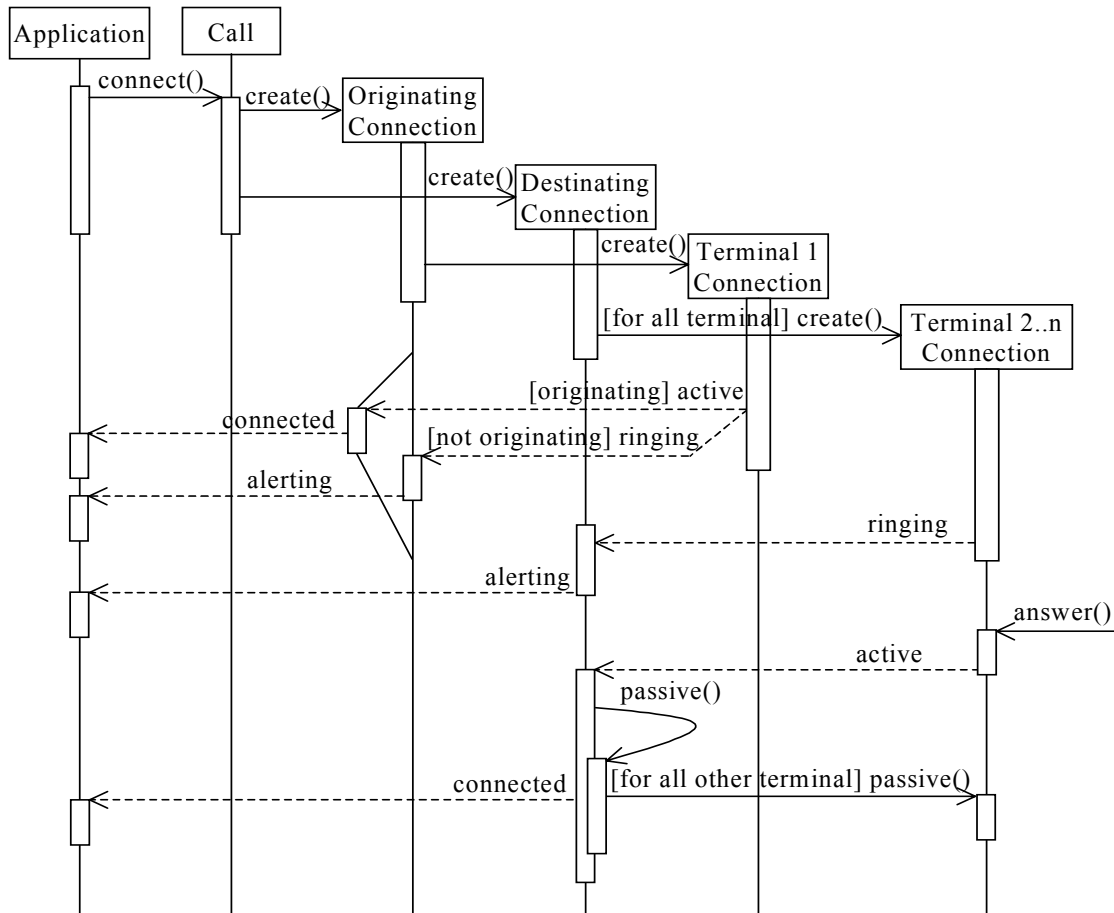 Application
Call
connect()
create()
Originating
Connection
create()
Destinating
Connection
create()
Terminal 1
Connection
[for all terminal] create()
Terminal 2..n
Connection
[originating] active
connected
[not originating] ringing
alerting
ringing
alerting
answer()
active
passive()
connected
[for all other terminal] passive()